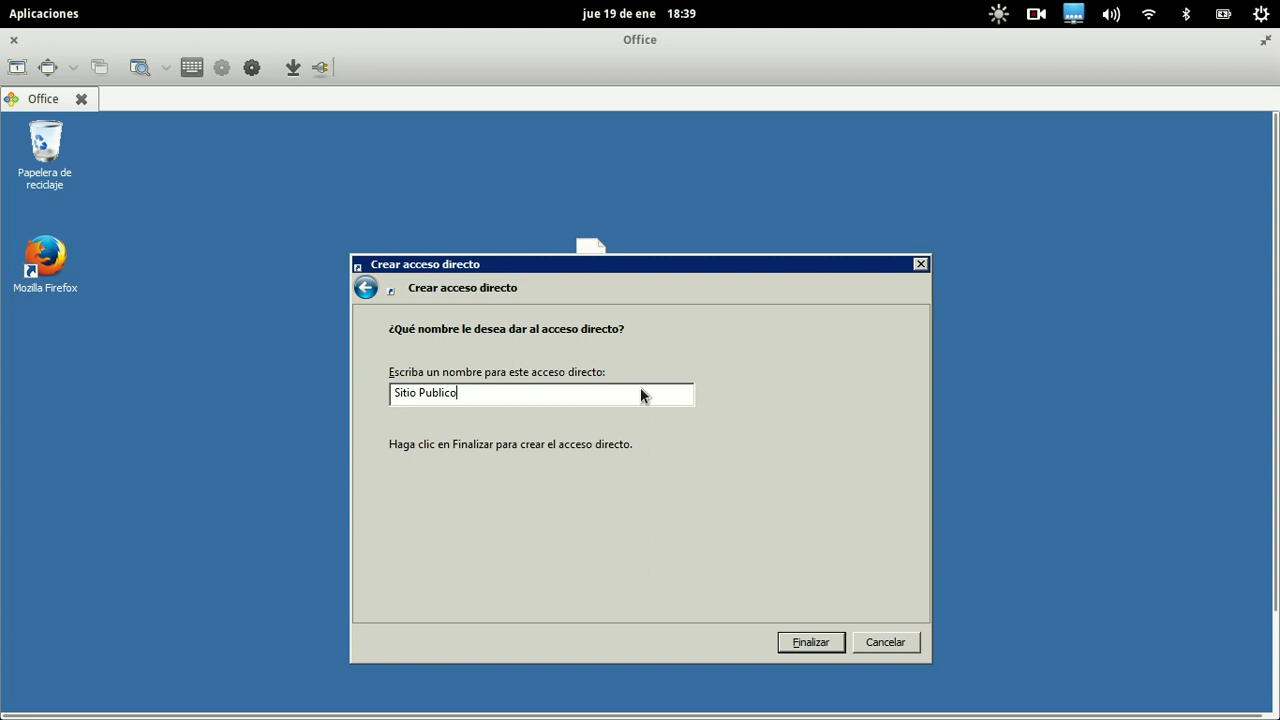 Aplicaciones
jue 19 de ene 18:39
Office
1
Office
Papelera de
reciclaje
Mozilla Firefox
Crear acceso directo
Crear acceso directo
¿Qué nombre le desea dar al acceso directo?
Escriba un nombre para este acceso directo:
Sitio Publico
Haga clic en Finalizar para crear el acceso directo.
Finalizar
Cancelar